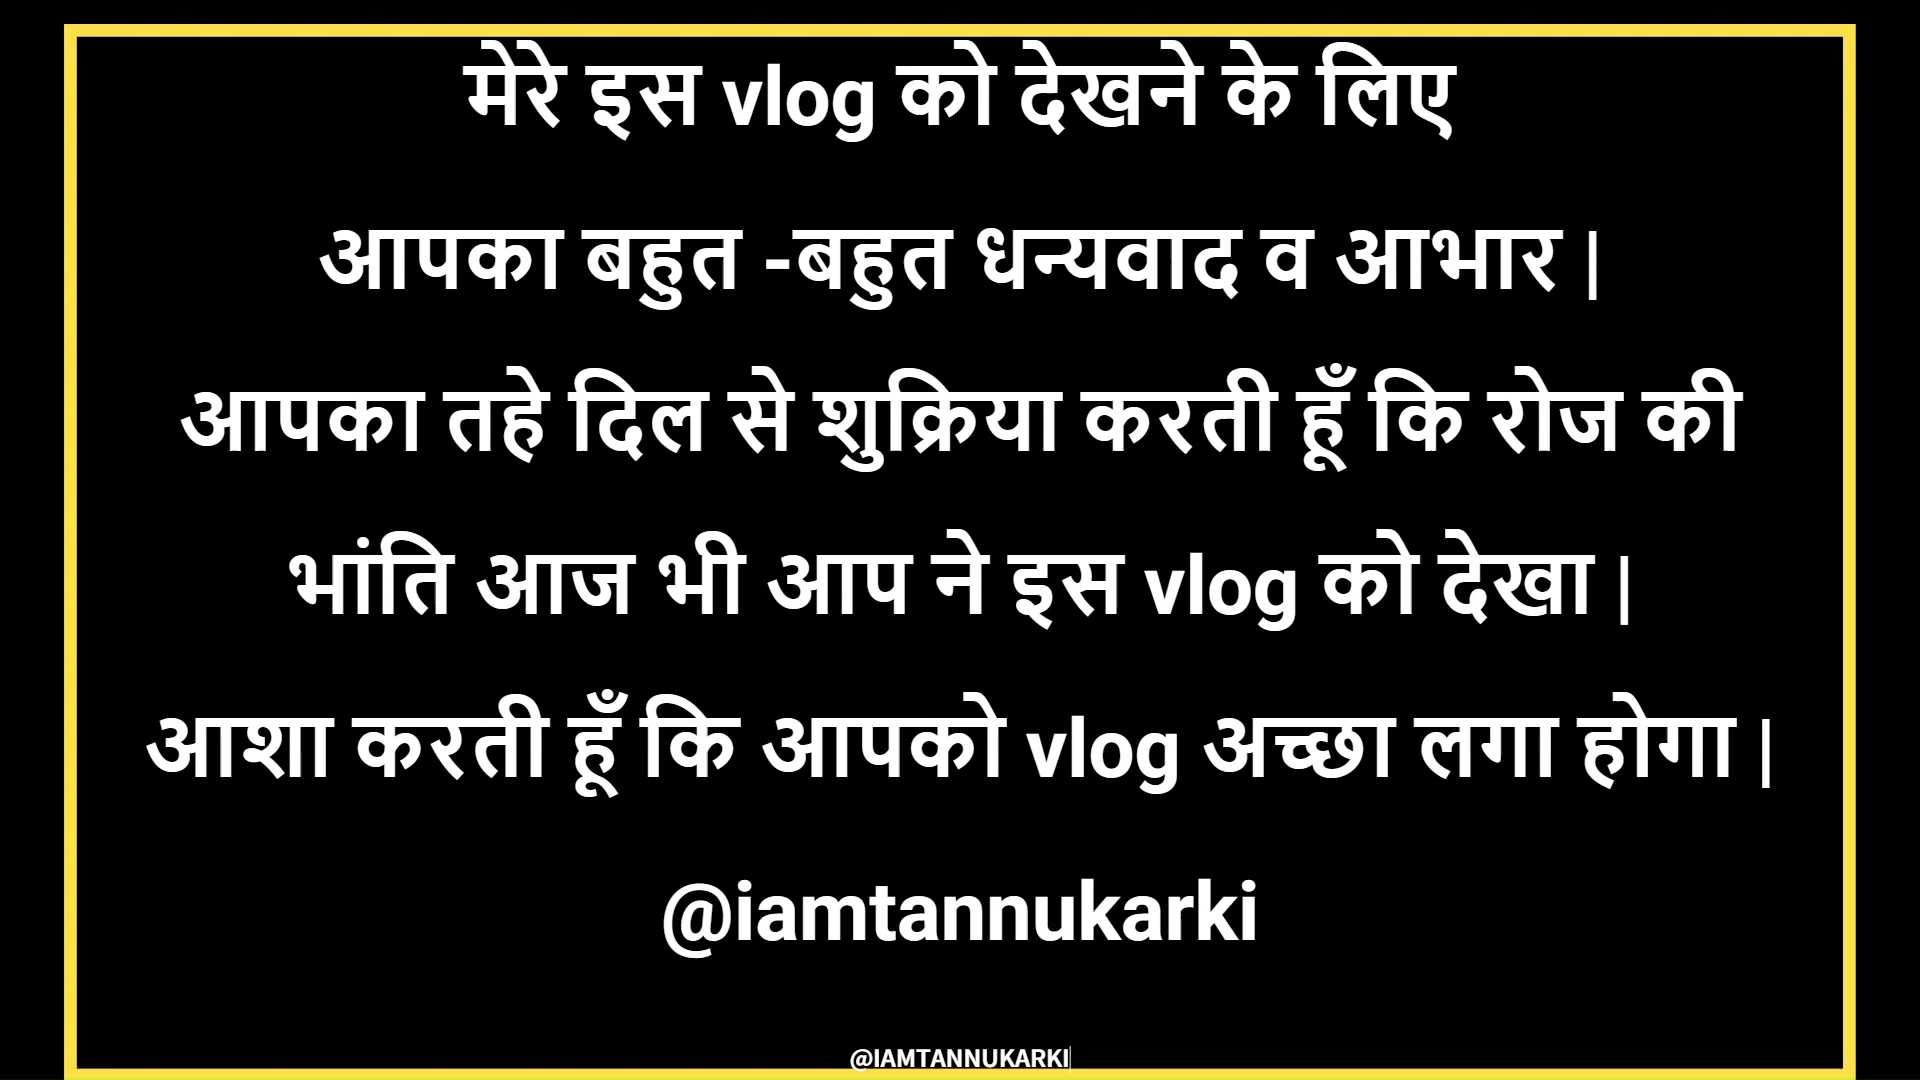 मेरे इस vlog को देखने के लिए
आपका बहुत -बहुत धन्यवाद व आभार |
आपका तहे दिल से शुक्रिया करती हूँ कि रोज की
भांति आज भी आप ने इस vlog को देखा |
आशा करती हूँ कि आपको vlog अच्छा लगा होगा |
@iamtannukarki
@IAMTANNUKARKI